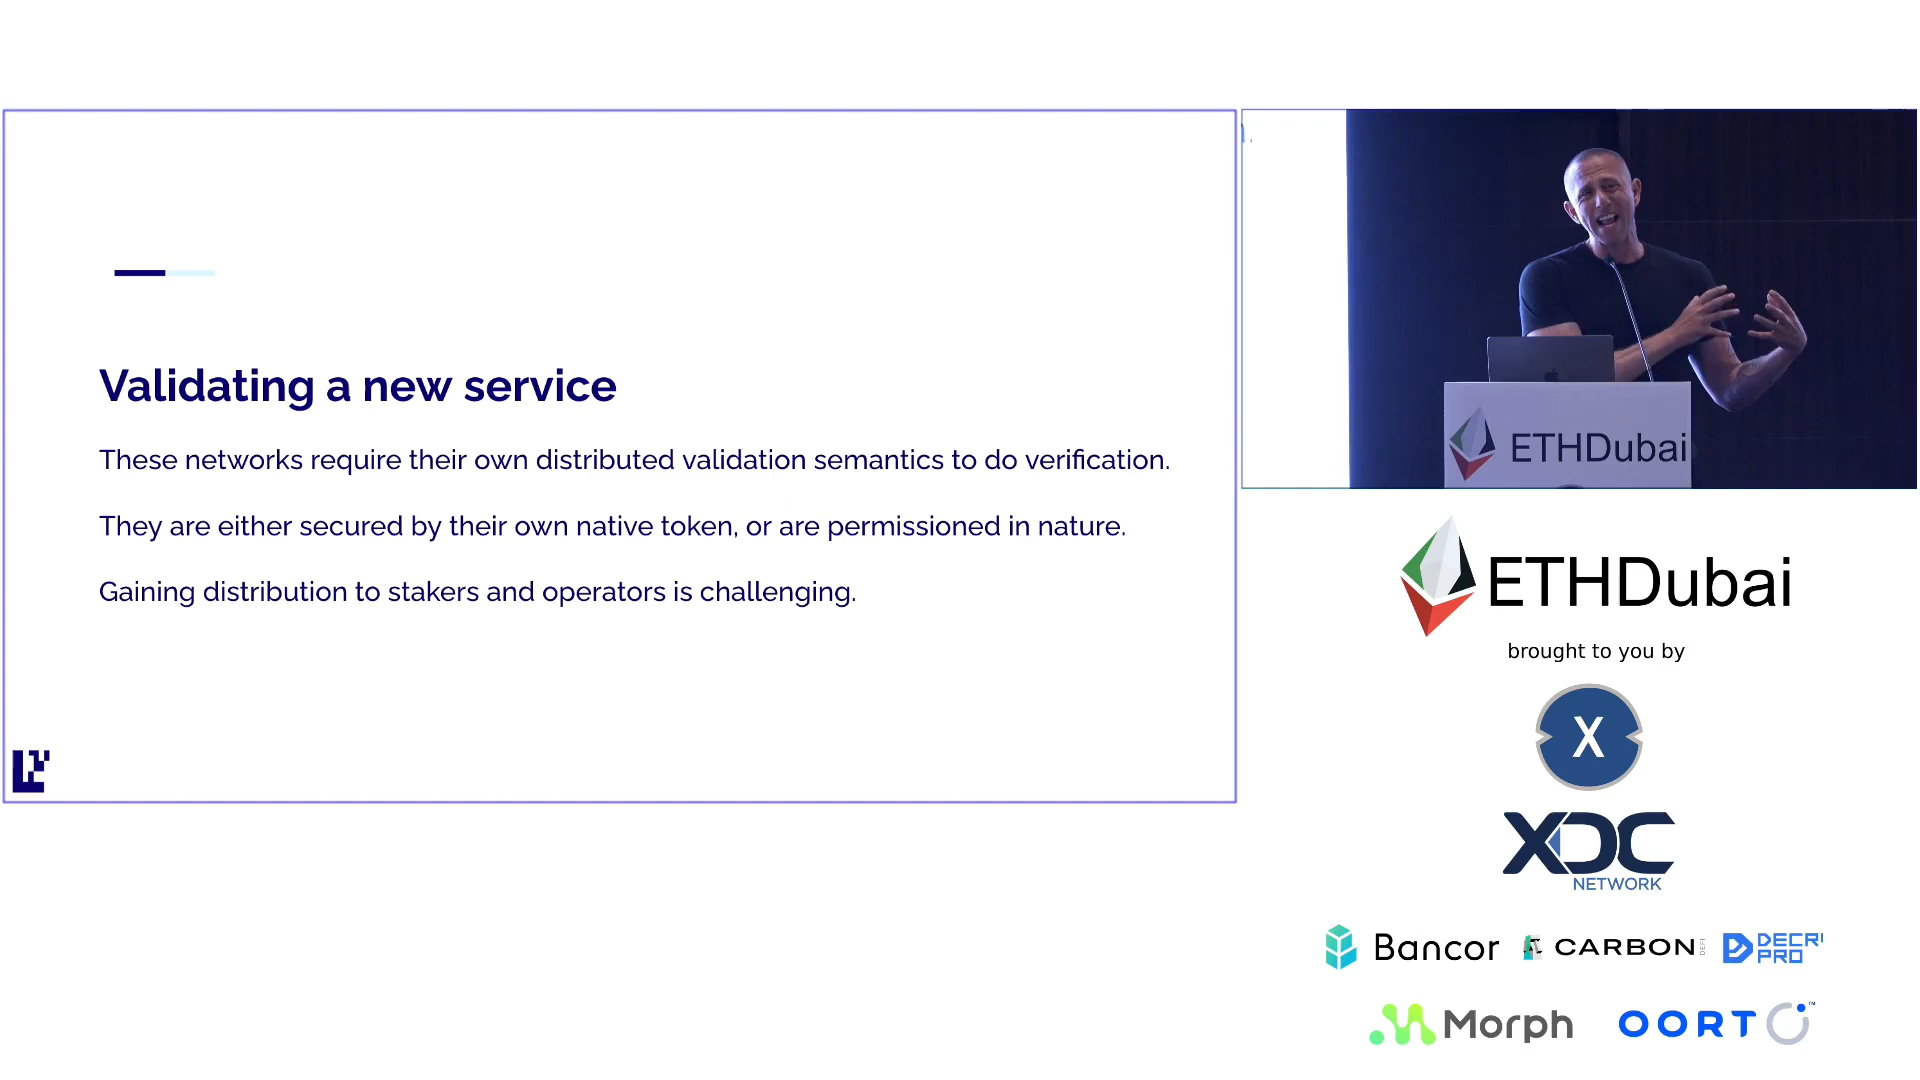 Validating a new service
These networks require their own distributed validation semantics to do verification.
They are either secured by their own native token, or are permissioned in nature.
Gaining distribution to stakers and operators is challenging.
ETHDubai
ETHDubai
brought to you by
X
XDC
NETWORK
Bancor
CARBON DEFI
DECRI
PRO
Morph
OORT ™